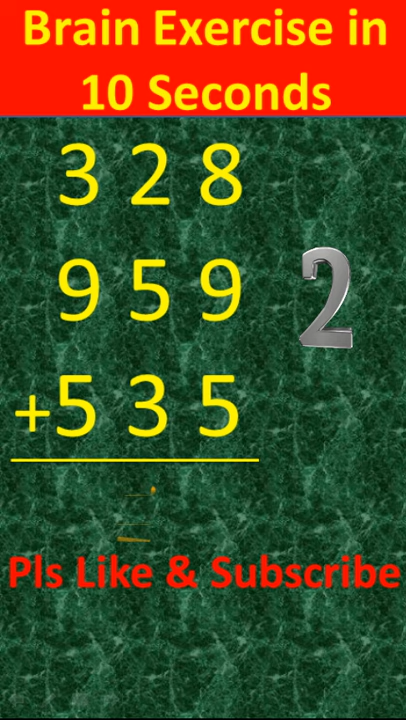 Brain Exercise in
10 Seconds
3 2 8
9 5 9
2
+5 3 5
Pls Like & Subscribe